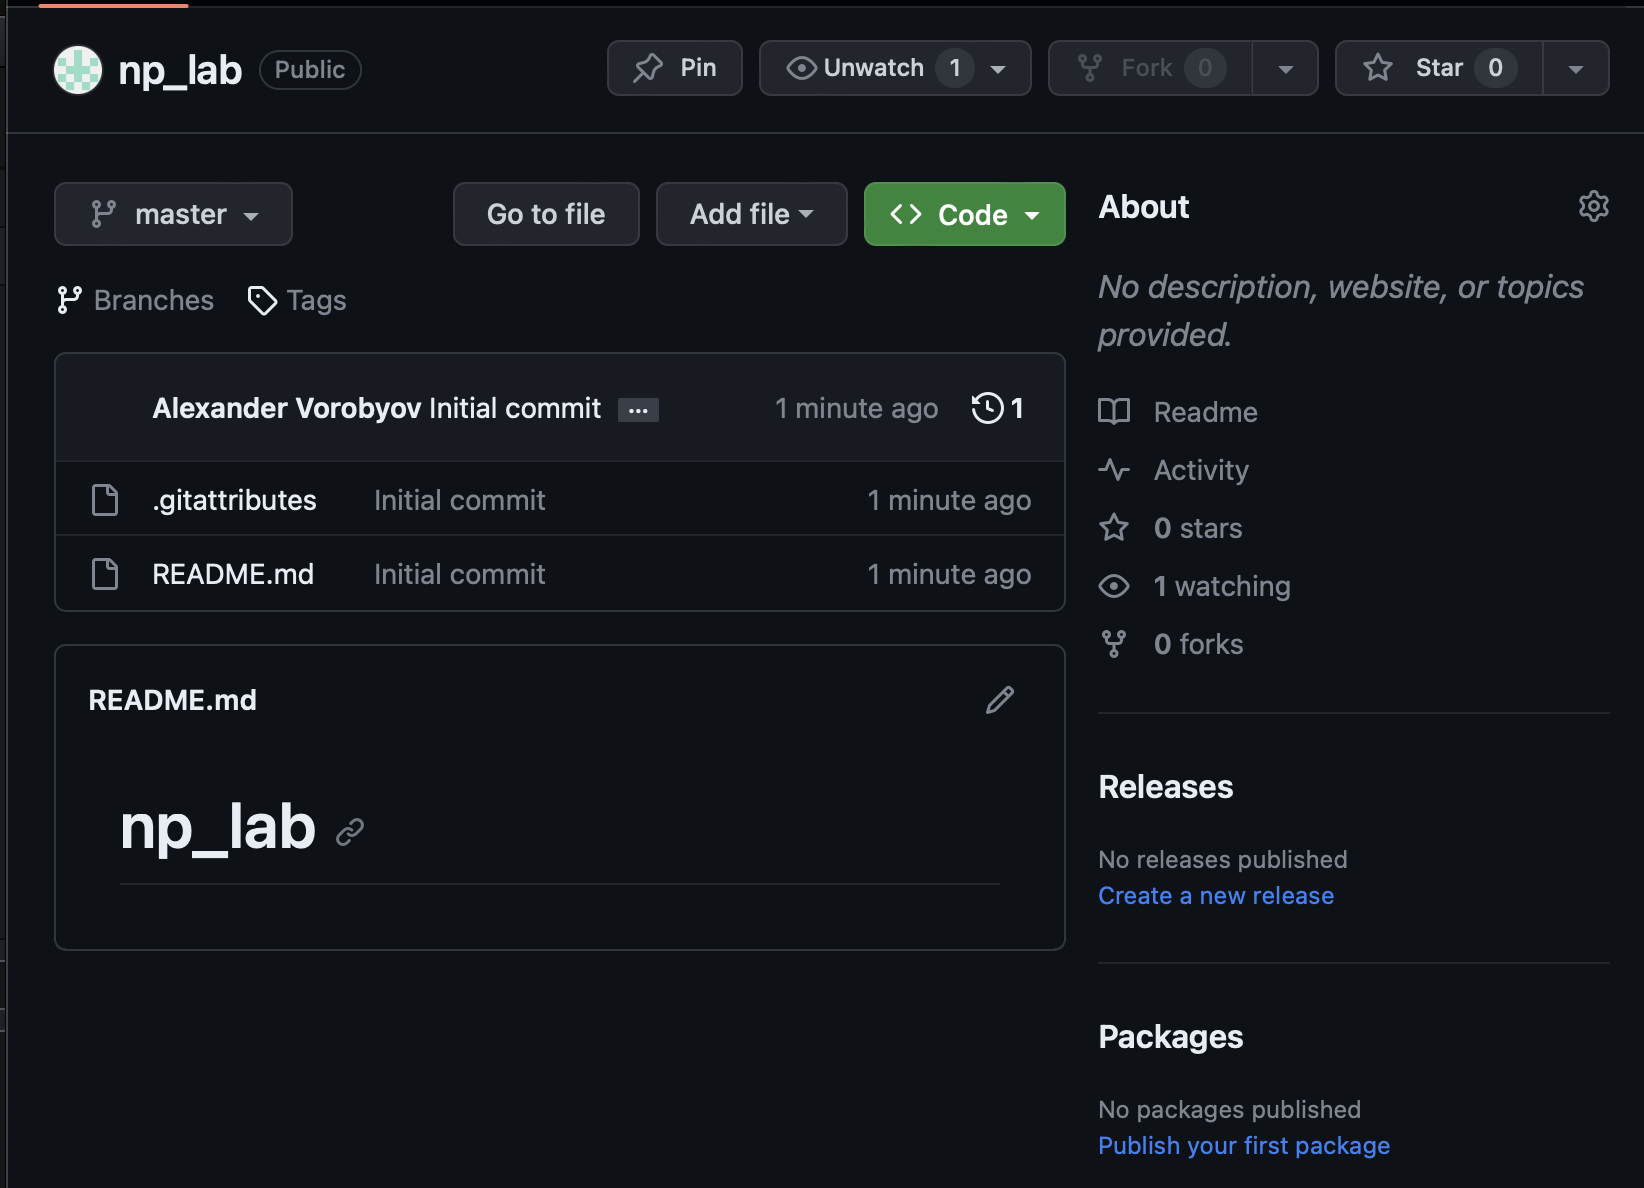 np_lab Public Pin Unwatch 1 Fork 0 Star 0
master Go to file Add file Code
Branches Tags
Alexander Vorobyov Initial commit ... 1 minute ago 1
.gitattributes Initial commit 1 minute ago
README.md Initial commit 1 minute ago
README.md
np_lab
About
No description, website, or topics
provided.
Readme
Activity
0 stars
1 watching
0 forks
Releases
No releases published
Create a new release
Packages
No packages published
Publish your first package